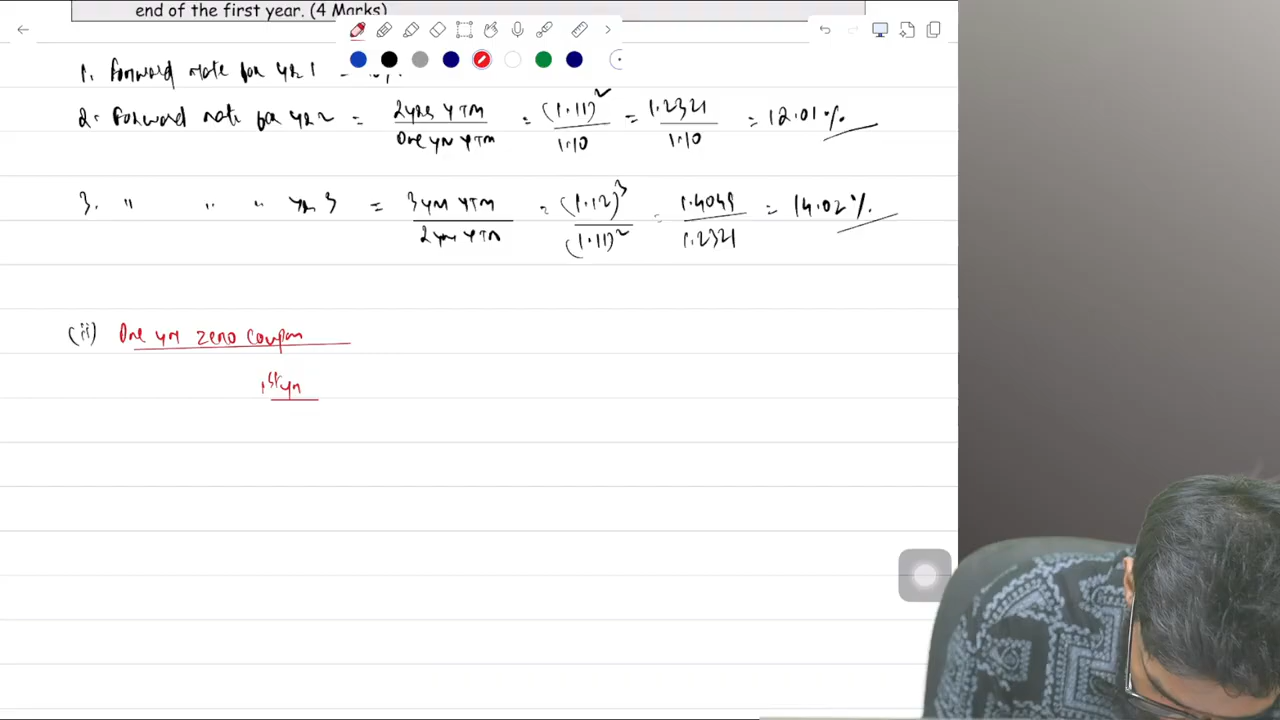 end of the first year. (4 Marks)
1. Forward rate for yr 1 = 10%.
2. Forward rate for yr 2 = 2yrs YTM / One yr YTM = (1.11)² / 1.10 = 1.2321 / 1.10 = 12.01%
3. " " " yr 3 = 3yr YTM / 2yr YTM = (1.12)³ / (1.11)² = 1.4049 / 1.2321 = 14.02%.
(ii) One yr zero coupon
1st yr